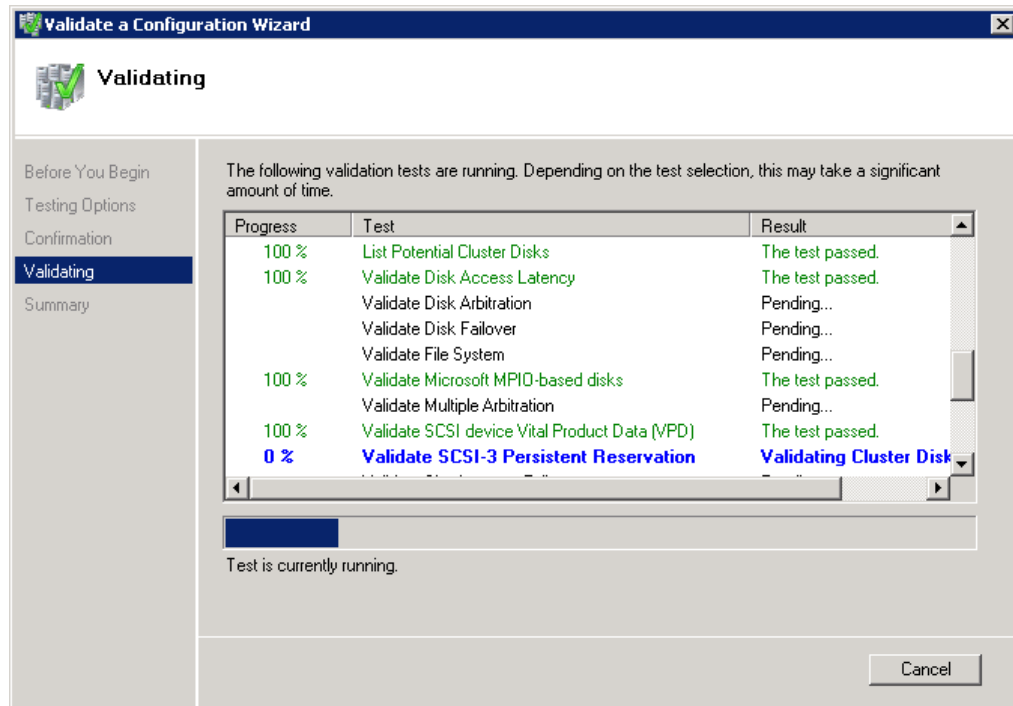 Validate a Configuration Wizard
Validating
Before You Begin
Testing Options
Confirmation
Validating
Summary
The following validation tests are running. Depending on the test selection, this may take a significant
amount of time.
Progress Test Result
100 % List Potential Cluster Disks The test passed.
100 % Validate Disk Access Latency The test passed.
Validate Disk Arbitration Pending...
Validate Disk Failover Pending...
Validate File System Pending...
100 % Validate Microsoft MPIO-based disks The test passed.
Validate Multiple Arbitration Pending...
100 % Validate SCSI device Vital Product Data (VPD) The test passed.
0 % Validate SCSI-3 Persistent Reservation Validating Cluster Disk
Test is currently running.
Cancel